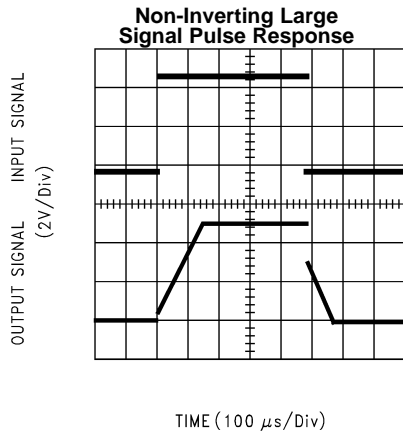 Non-Inverting Large
Signal Pulse Response
INPUT SIGNAL
OUTPUT SIGNAL
(2V/Div)
TIME (100 μs/Div)